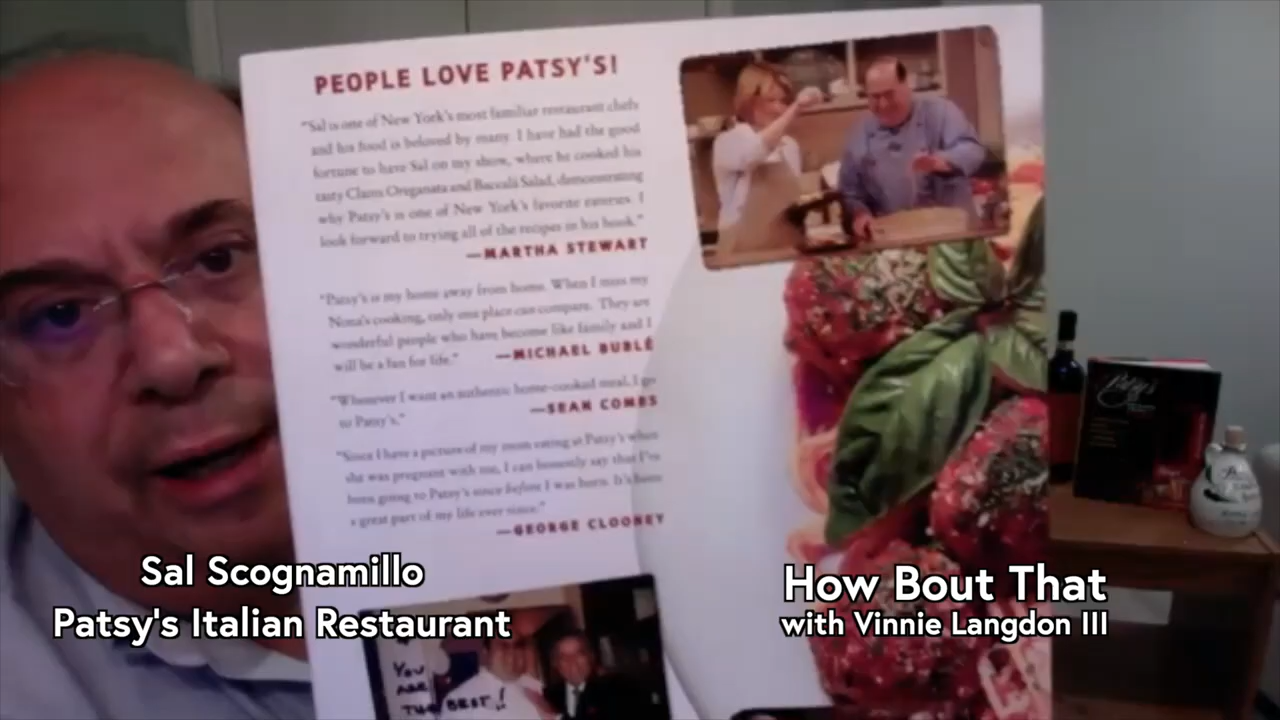 PEOPLE LOVE PATSY'S!
"Sal is one of New York's most familiar restaurant chefs
and his food is beloved by many. I have had the good
fortune to have Sal on my show, where he cooked his
tasty Clams Oreganata and Baccalà Salad, demonstrating
why Patsy's is one of New York's favorite eateries. I
look forward to trying all of the recipes in his book."
—MARTHA STEWART
"Patsy's is my home away from home. When I miss my
Nona's cooking, only one place can compare. They are
wonderful people who have become like family and I
will be a fan for life." —MICHAEL BUBLÉ
"Whenever I want an authentic home-cooked meal, I go
to Patsy's." —SEAN COMBS
"Since I have a picture of my mom eating at Patsy's when
she was pregnant with me, I can honestly say that I've
been going to Patsy's since before I was born. It's been
a great part of my life ever since."
—GEORGE CLOONEY
YOU
ARE
THE BEST!
Patsy's
Sal Scognamillo
Patsy's Italian Restaurant
How Bout That
with Vinnie Langdon III